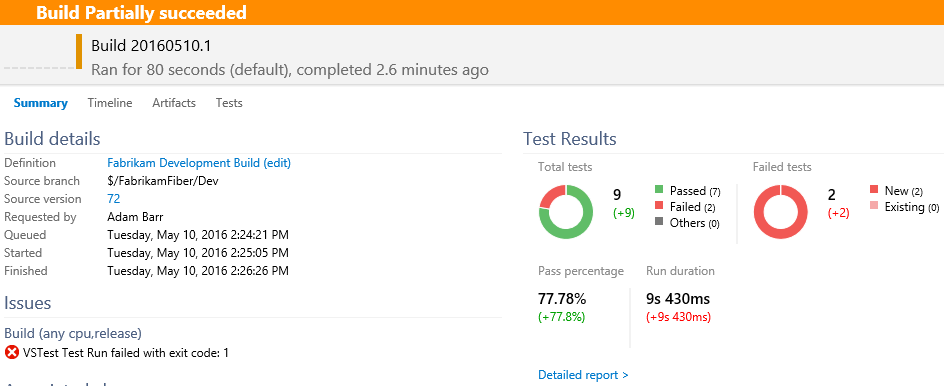 Build Partially succeeded
Build 20160510.1
Ran for 80 seconds (default), completed 2.6 minutes ago
Summary Timeline Artifacts Tests
Build details
Definition Fabrikam Development Build (edit)
Source branch $/FabrikamFiber/Dev
Source version 72
Requested by Adam Barr
Queued Tuesday, May 10, 2016 2:24:21 PM
Started Tuesday, May 10, 2016 2:25:05 PM
Finished Tuesday, May 10, 2016 2:26:26 PM
Issues
Build (any cpu,release)
VSTest Test Run failed with exit code: 1
Test Results
Total tests
9
(+9)
Passed (7)
Failed (2)
Others (0)
Failed tests
2
(+2)
New (2)
Existing (0)
Pass percentage
77.78%
(+77.8%)
Run duration
9s 430ms
(+9s 430ms)
Detailed report >